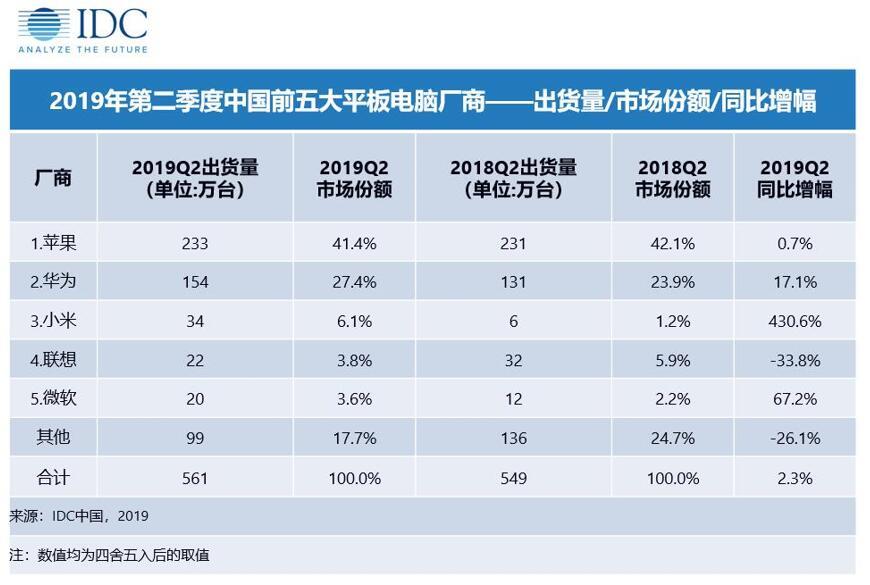 IDC
ANALYZE THE FUTURE
2019年第二季度中国前五大平板电脑厂商——出货量/市场份额/同比增幅
厂商 2019Q2出货量 (单位:万台) 2019Q2 市场份额 2018Q2出货量 (单位:万台) 2018Q2 市场份额 2019Q2 同比增幅
1.苹果 233 41.4% 231 42.1% 0.7%
2.华为 154 27.4% 131 23.9% 17.1%
3.小米 34 6.1% 6 1.2% 430.6%
4.联想 22 3.8% 32 5.9% -33.8%
5.微软 20 3.6% 12 2.2% 67.2%
其他 99 17.7% 136 24.7% -26.1%
合计 561 100.0% 549 100.0% 2.3%
来源：IDC中国，2019
注：数值均为四舍五入后的取值